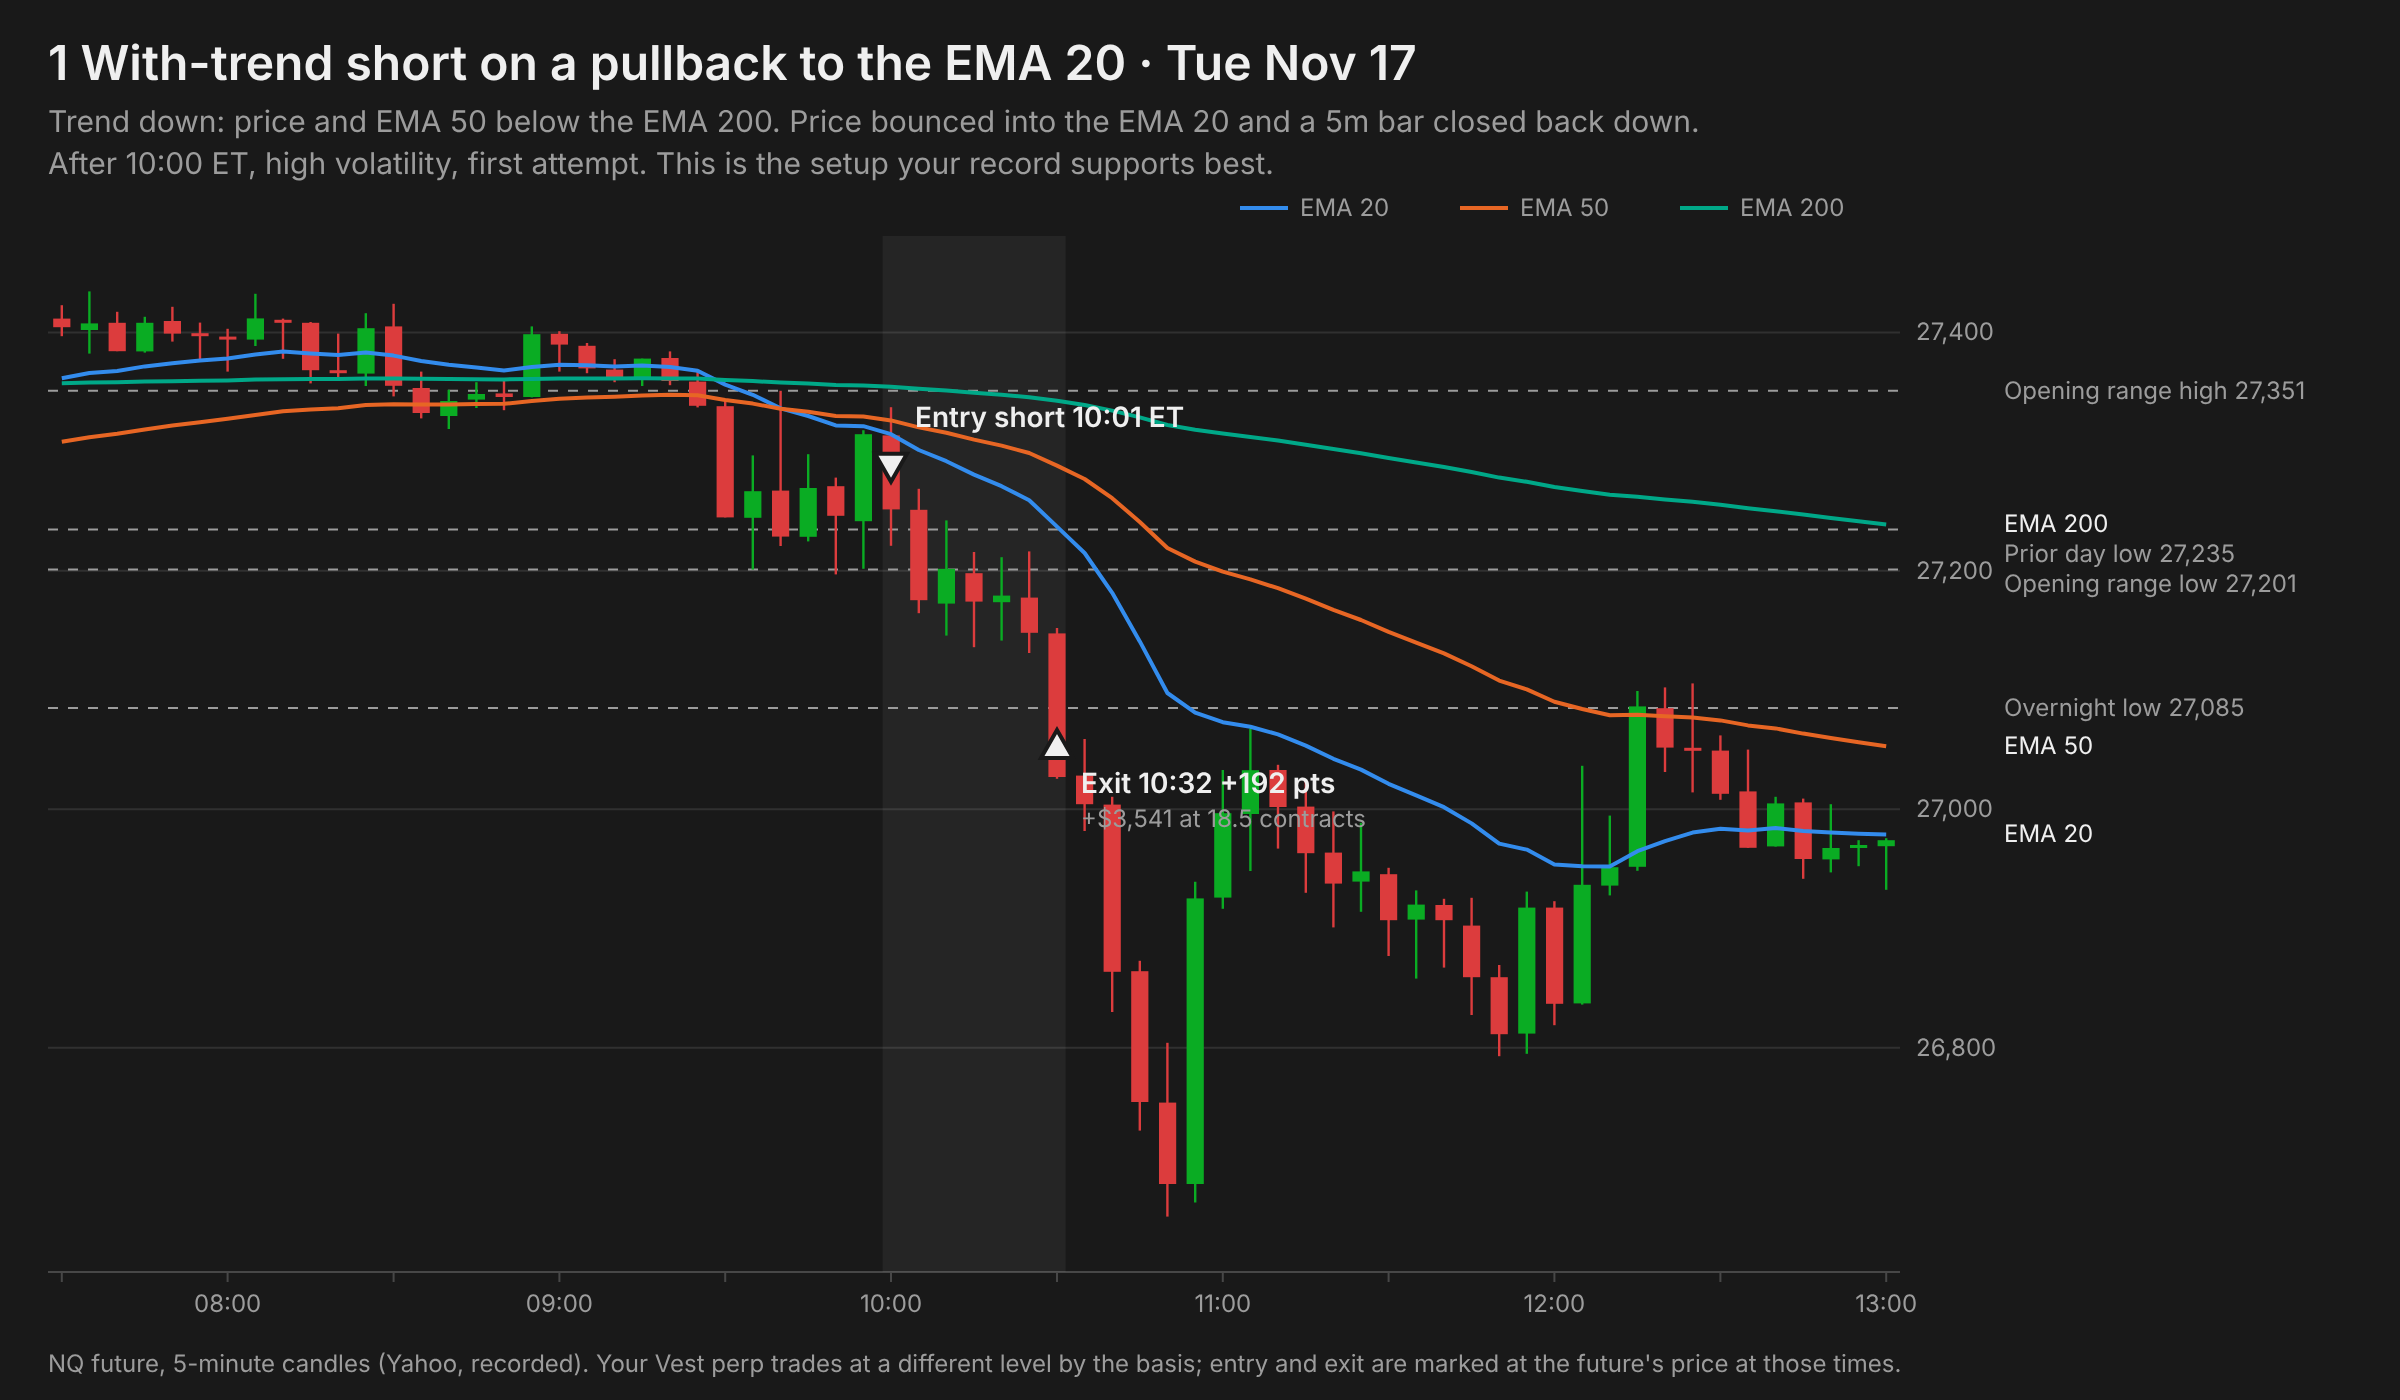 1 With-trend short on a pullback to the EMA 20 · Tue Nov 17
Trend down: price and EMA 50 below the EMA 200. Price bounced into the EMA 20 and a 5m bar closed back down.
After 10:00 ET, high volatility, first attempt. This is the setup your record supports best.
EMA 20
EMA 50
EMA 200
27,400
Opening range high 27,351
Entry short 10:01 ET
EMA 200
Prior day low 27,235
27,200
Opening range low 27,201
Overnight low 27,085
EMA 50
Exit 10:32 +192 pts
+$3,541 at 18.5 contracts
27,000
EMA 20
26,800
08:00
09:00
10:00
11:00
12:00
13:00
NQ future, 5-minute candles (Yahoo, recorded). Your Vest perp trades at a different level by the basis; entry and exit are marked at the future's price at those times.